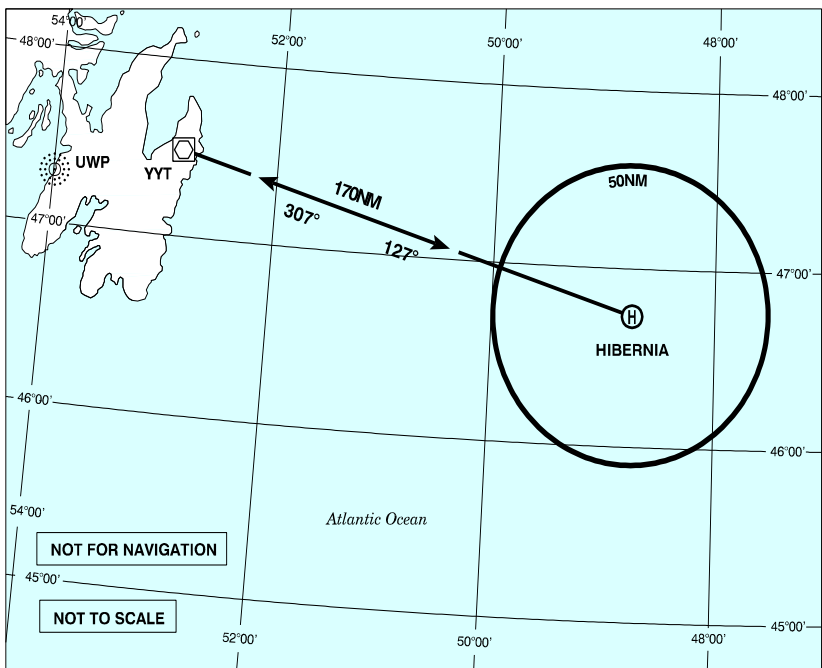 54°00'
48°00'
52°00'
50°00'
48°00'
48°00'
UWP
YYT
170NM
50NM
307°
127°
47°00'
47°00'
H
HIBERNIA
46°00'
46°00'
54°00'
Atlantic Ocean
NOT FOR NAVIGATION
45°00'
NOT TO SCALE
45°00'
52°00'
50°00'
48°00'